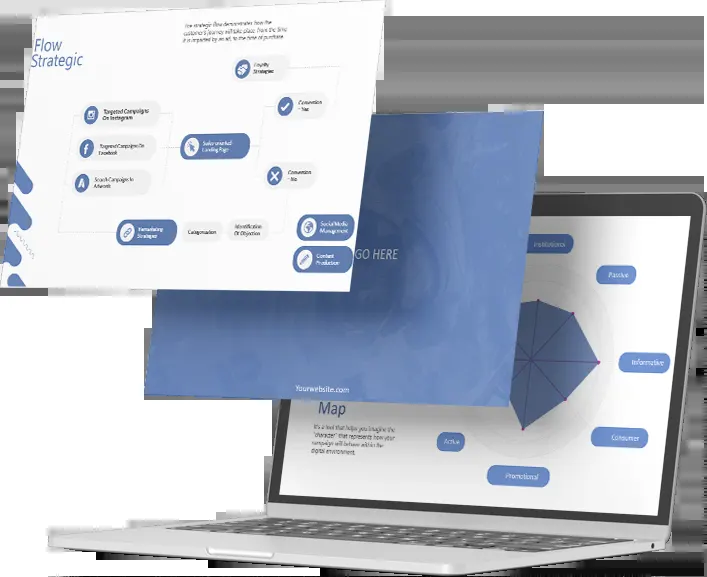 Flow
Strategic
The strategic flow demonstrates how the
customer's journey will take place, from the time
it is impacted by an ad, to the time of purchase.
Loyalty
Strategies
Targeted Campaigns
On Instagram
Conversion
- Yes
Targeted Campaigns On
Facebook
Landing Page
Search Campaigns In
Adwords
Conversion
- No
Remarketing
Strategies
Categorization
Identification
Of Objection
Social Media
Management
Content
Production
GO HERE
Yourwebsite.com
Institutional
Passive
Informative
Consumer
Promotional
Active
Map
It's a tool that helps you imagine the
"character" that represents how your
campaign will behave within the
digital environment.